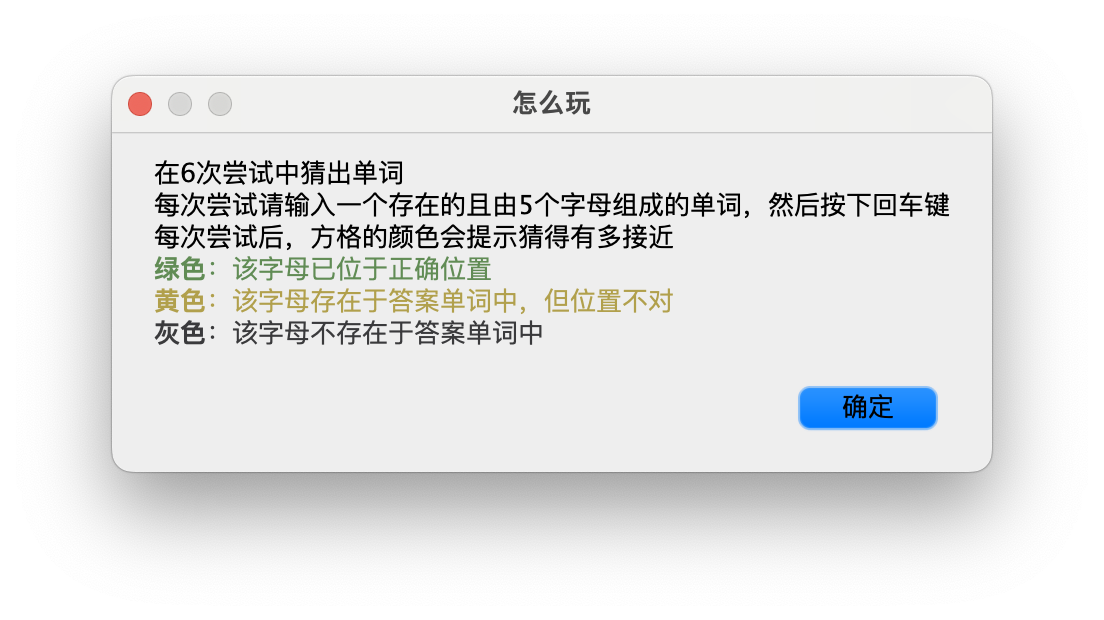 怎么玩
在6次尝试中猜出单词
每次尝试请输入一个存在的且由5个字母组成的单词，然后按下回车键
每次尝试后，方格的颜色会提示猜得有多接近
绿色：该字母已位于正确位置
黄色：该字母存在于答案单词中，但位置不对
灰色：该字母不存在于答案单词中
确定